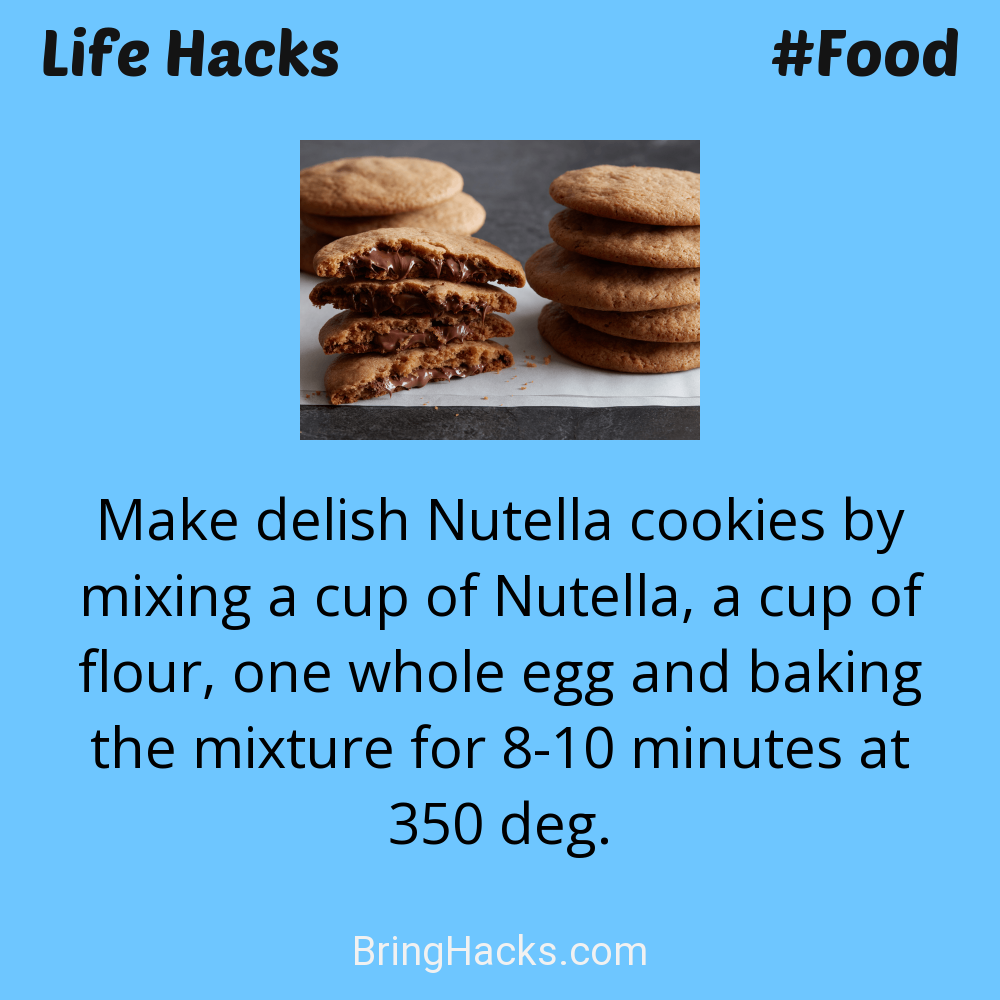 Life Hacks
#Food
Make delish Nutella cookies by
mixing a cup of Nutella, a cup of
flour, one whole egg and baking
the mixture for 8-10 minutes at
350 deg.
BringHacks.com